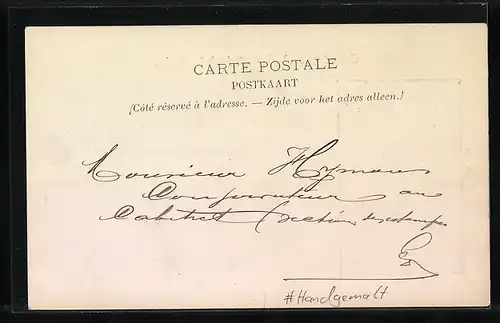 CARTE POSTALE
POSTKAART
(Côté réservé à l'adresse. — Zijde voor het adres alleen.)
Monsieur Hymans
Conservateur au
Cabinet (section des estampes
#Handgemalt